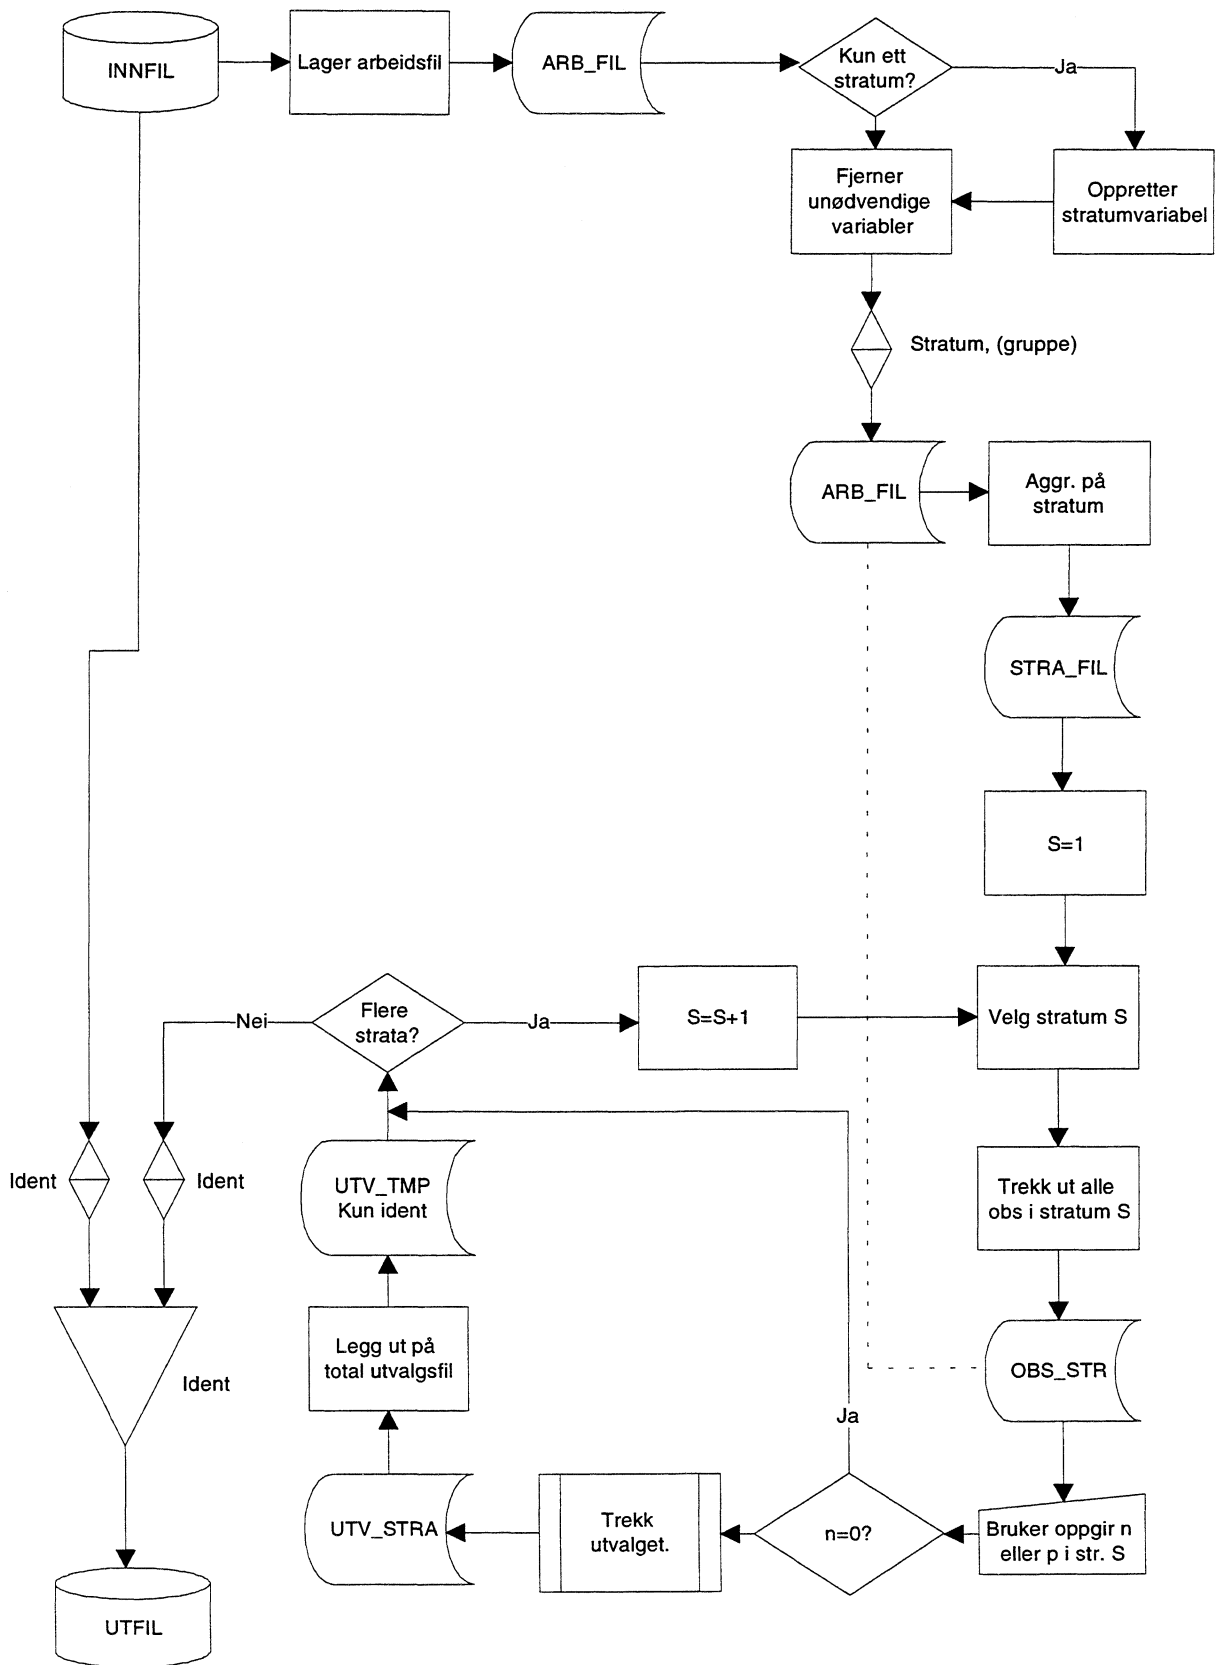 INNFIL
Lager arbeidsfil
ARB_FIL
Kun ett
stratum?
Ja
Fjerner
unødvendige
variabler
Oppretter
stratumvariabel
Stratum, (gruppe)
ARB_FIL
Aggr. på
stratum
STRA_FIL
S=1
Velg stratum S
S=S+1
Ja
Flere
strata?
Nei
Trekk ut alle
obs i stratum S
OBS_STR
Bruker oppgir n
eller p i str. S
n=0?
Ja
Trekk
utvalget.
UTV_STRA
Legg ut på
total utvalgsfil
UTV_TMP
Kun ident
Ident
Ident
Ident
UTFIL